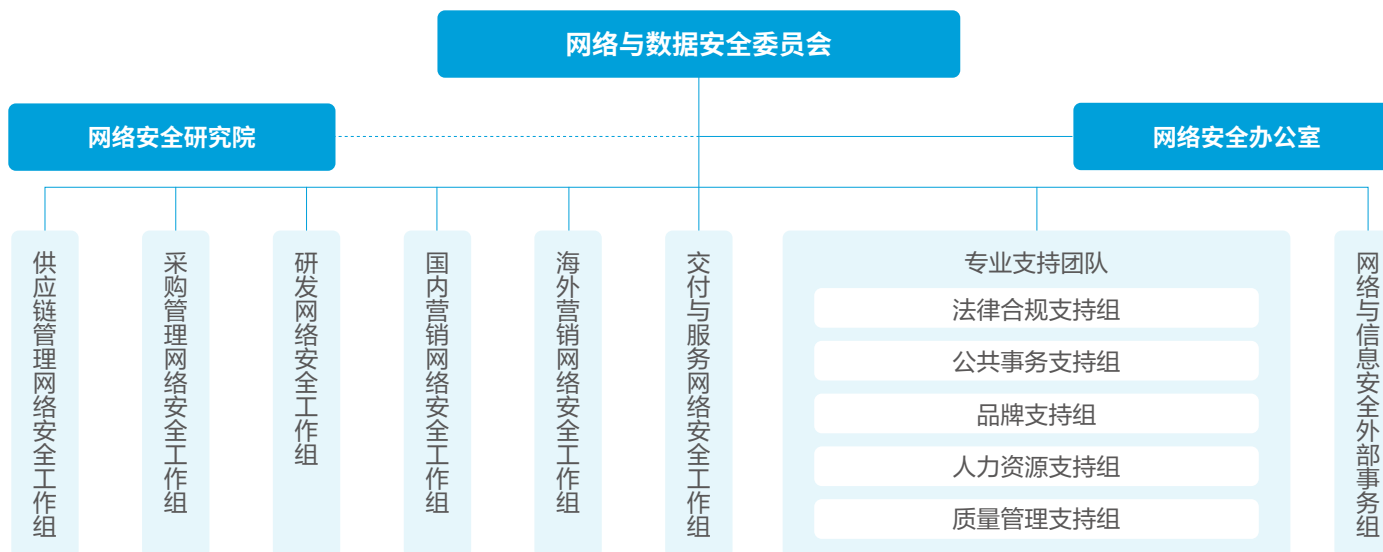 网络与数据安全委员会
网络安全研究院
网络安全办公室
供应链管理网络安全工作组
采购管理网络安全工作组
研发网络安全工作组
国内营销网络安全工作组
海外营销网络安全工作组
交付与服务网络安全工作组
专业支持团队
法律合规支持组
公共事务支持组
品牌支持组
人力资源支持组
质量管理支持组
网络与信息安全外部事务组